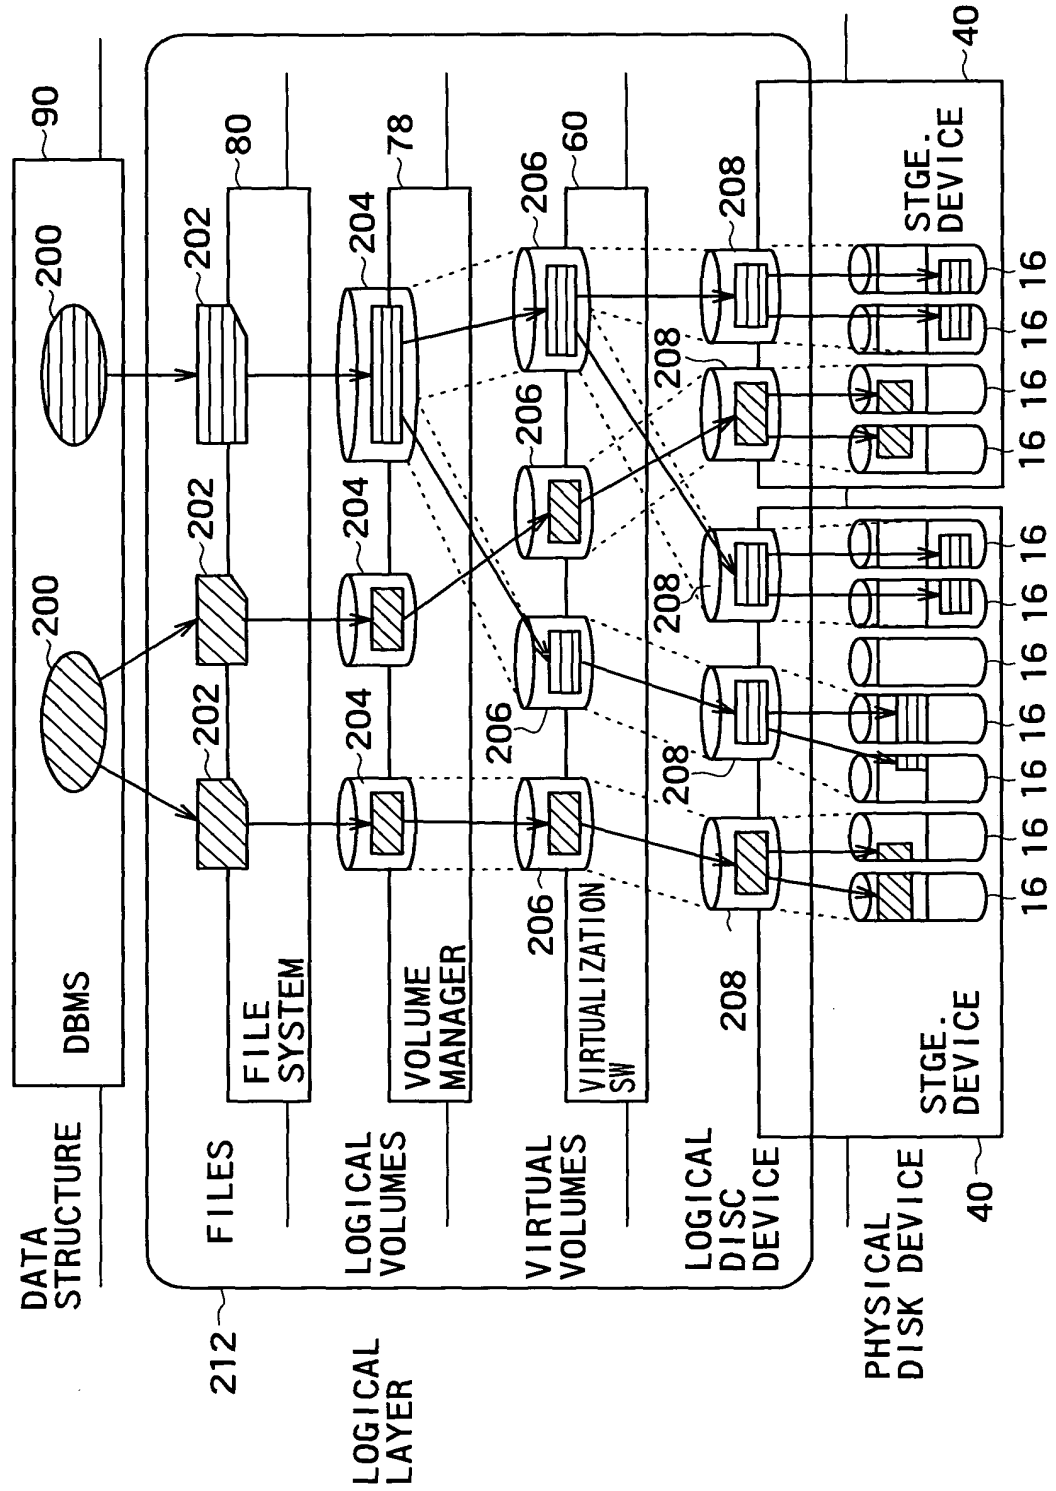 DATA
STRUCTURE
DBMS
200
200
90
212
FILES
FILE
SYSTEM
202
202
202
80
LOGICAL
LAYER
LOGICAL
VOLUMES
VOLUME
MANAGER
204
204
204
78
VIRTUAL
VOLUMES
VIRTUALIZATION
SW
206
206
206
206
60
LOGICAL
DISC
DEVICE
208
208
208
208
208
PHYSICAL
DISK DEVICE
STGE.
DEVICE
40
STGE.
DEVICE
40
16
16
16
16
16
16
16
16
16
16
16